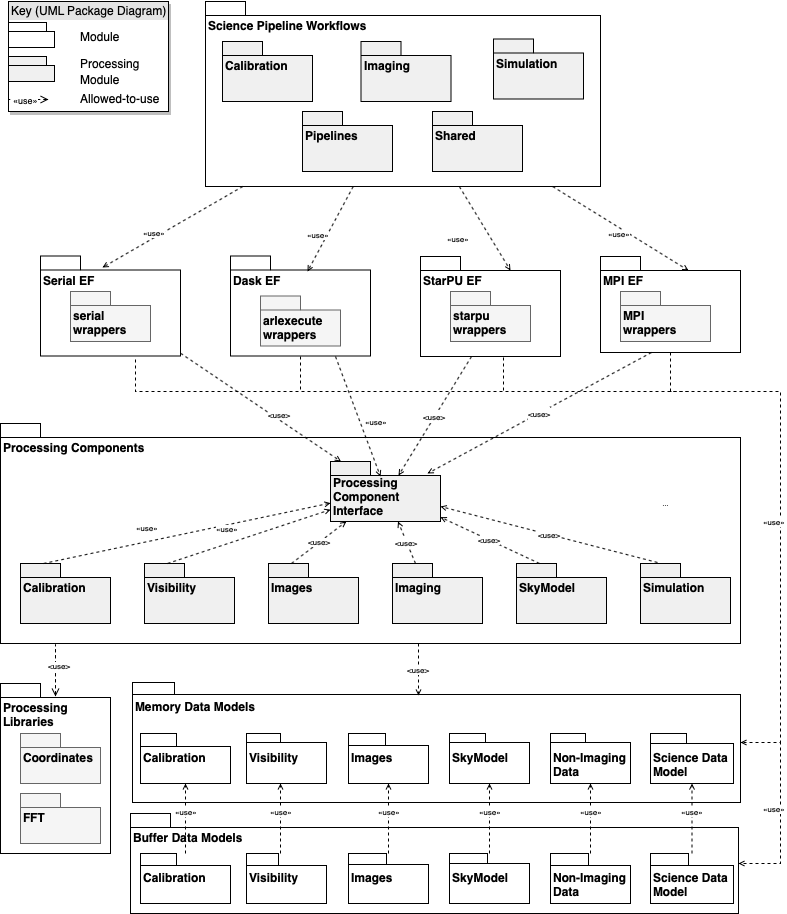 Key (UML Package Diagram)
Module
Processing
Module
«use»
Allowed-to-use
Science Pipeline Workflows
Calibration
Imaging
Simulation
Pipelines
Shared
«use»
«use»
«use»
«use»
Serial EF
serial
wrappers
Dask EF
arlexecute
wrappers
StarPU EF
starpu
wrappers
MPI EF
MPI
wrappers
<use>
«use»
<use>
<use>
Processing Components
Processing
Component
Interface
...
«use»
«use»
<use>
<use>
<use>
<use>
«use»
Calibration
Visibility
Images
Imaging
SkyModel
Simulation
<use>
<use>
Processing
Libraries
Coordinates
FFT
Memory Data Models
Calibration
Visibility
Images
SkyModel
Non-Imaging
Data
Science Data
Model
«use»
«use»
«use»
«use»
«use»
«use»
«use»
Buffer Data Models
Calibration
Visibility
Images
SkyModel
Non-Imaging
Data
Science Data
Model